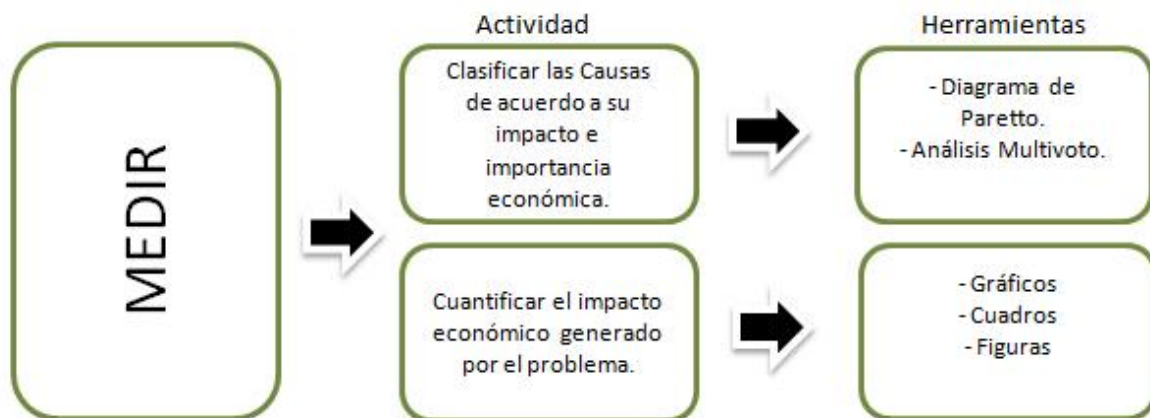 MEDIR
Actividad
Clasificar las Causas
de acuerdo a su
impacto e
importancia
económica.
Cuantificar el impacto
económico generado
por el problema.
Herramientas
- Diagrama de
Paretto.
- Análisis Multivoto.
- Gráficos
- Cuadros
- Figuras